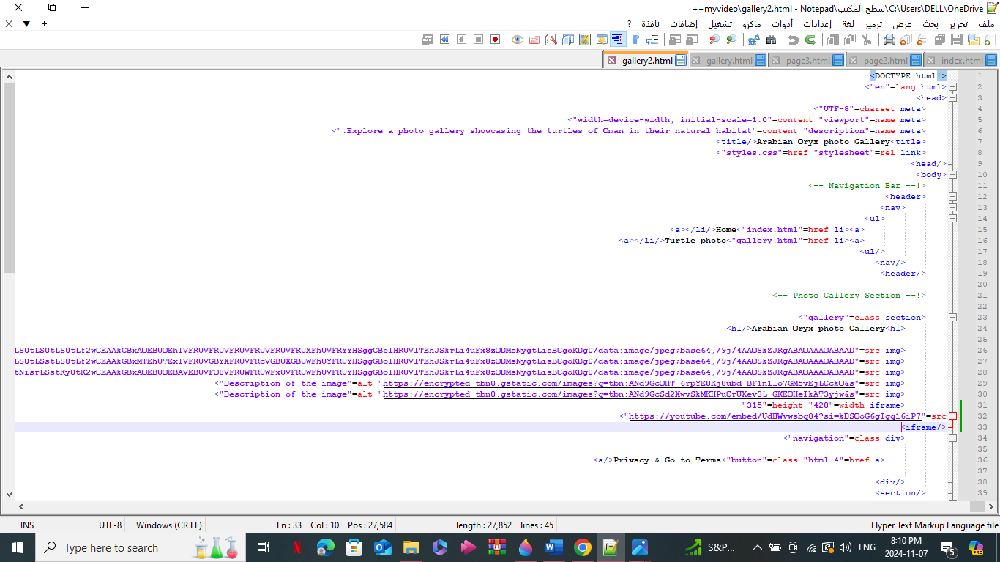 C:\Users\DELL\OneDrive\سطح المكتب\myvideo\gallery2.html - Notepad++
ملف تحرير بحث عرض ترميز لغة إعدادات أدوات ماكرو تشغيل إضافات نافذة ?
index.html page2.html page3.html gallery.html gallery2.html
<DOCTYPE html!> 1
<"en"=lang html> 2
<head> 3
<"UTF-8"=charset meta> 4
<"width=device-width, initial-scale=1.0"=content "viewport"=name meta> 5
<".Explore a photo gallery showcasing the turtles of Oman in their natural habitat"=content "description"=name meta> 6
<title/>Arabian Oryx photo Gallery<title> 7
<"styles.css"=href "stylesheet"=rel link> 8
<head/> 9
<body> 10
<-- Navigation Bar --!> 11
<header> 12
<nav> 13
<ul> 14
<a></li/>Home<"index.html"=href li><a> 15
<a></li/>Turtle photo<"gallery.html"=href li><a> 16
<ul/> 17
<nav/> 18
<header/> 19
20
<-- Photo Gallery Section --!> 21
22
<"gallery"=class section> 23
<h1/>Arabian Oryx photo Gallery<h1> 24
25
LS0tLS0tLS0tLf2wCEAAkGBxAQEBUQEhIVFRUVFRUVFRUVFRUVFRUVFRUXFhUVFRYYHSggGBolHRUVITEhJSkrLi4uFx8zODMsNygtLisBCgoKDg0/data:image/jpeg;base64,/9j/4AAQSkZJRgABAQAAAQABAAD"=src img> 26
LS0tLSstLS0tLf2wCEAAkGBxMTEhUTExIVFRUVGBYXFRUVFRcVGBUXGBUWFhUYFRUYHSggGBolHRUVITEhJSkrLi4uFx8zODMsNygtLisBCgoKDg0/data:image/jpeg;base64,/9j/4AAQSkZJRgABAQAAAQABAAD"=src img> 27
tNisrLSstKy0tK2wCEAAkGBxMTEhUQEBAVEBUVFQ8VFRUWFRUWFxUVFRUWFRUXFRUYHSggGBolHRUVITEhJSkrLi4uFx8zODMsNygtLisBCgoKDg0/data:image/jpeg;base64,/9j/4AAQSkZJRgABAQAAAQABAAD"=src img> 28
<"Description of the image"=alt "https://encrypted-tbn0.gstatic.com/images?q=tbn:ANd9GcQHT_6rpYE0Kj8ubd-BF1n1lo7GM5vEjLCckQ&s"=src img> 29
<"Description of the image"=alt "https://encrypted-tbn0.gstatic.com/images?q=tbn:ANd9GcSd2XwvSkMKHPuCrUXev3L_GKEOHeIkAT3yjw&s"=src img> 30
"315"=height "420"=width iframe> 31
<"https://youtube.com/embed/UdHWvwsbq84?si=kDSOoG6gIgq16iP7"=src 32
<iframe/> 33
<"navigation"=class div> 34
35
<a/>Privacy & Go to Terms<"button"=class "html.4"=href a> 36
37
<div/> 38
<section/> 39
INS UTF-8 Windows (CR LF) Ln : 33 Col : 10 Pos : 27,584 length : 27,852 lines : 45 Hyper Text Markup Language file
Type here to search S&P... ENG 8:10 PM
2024-11-07 5
PRE